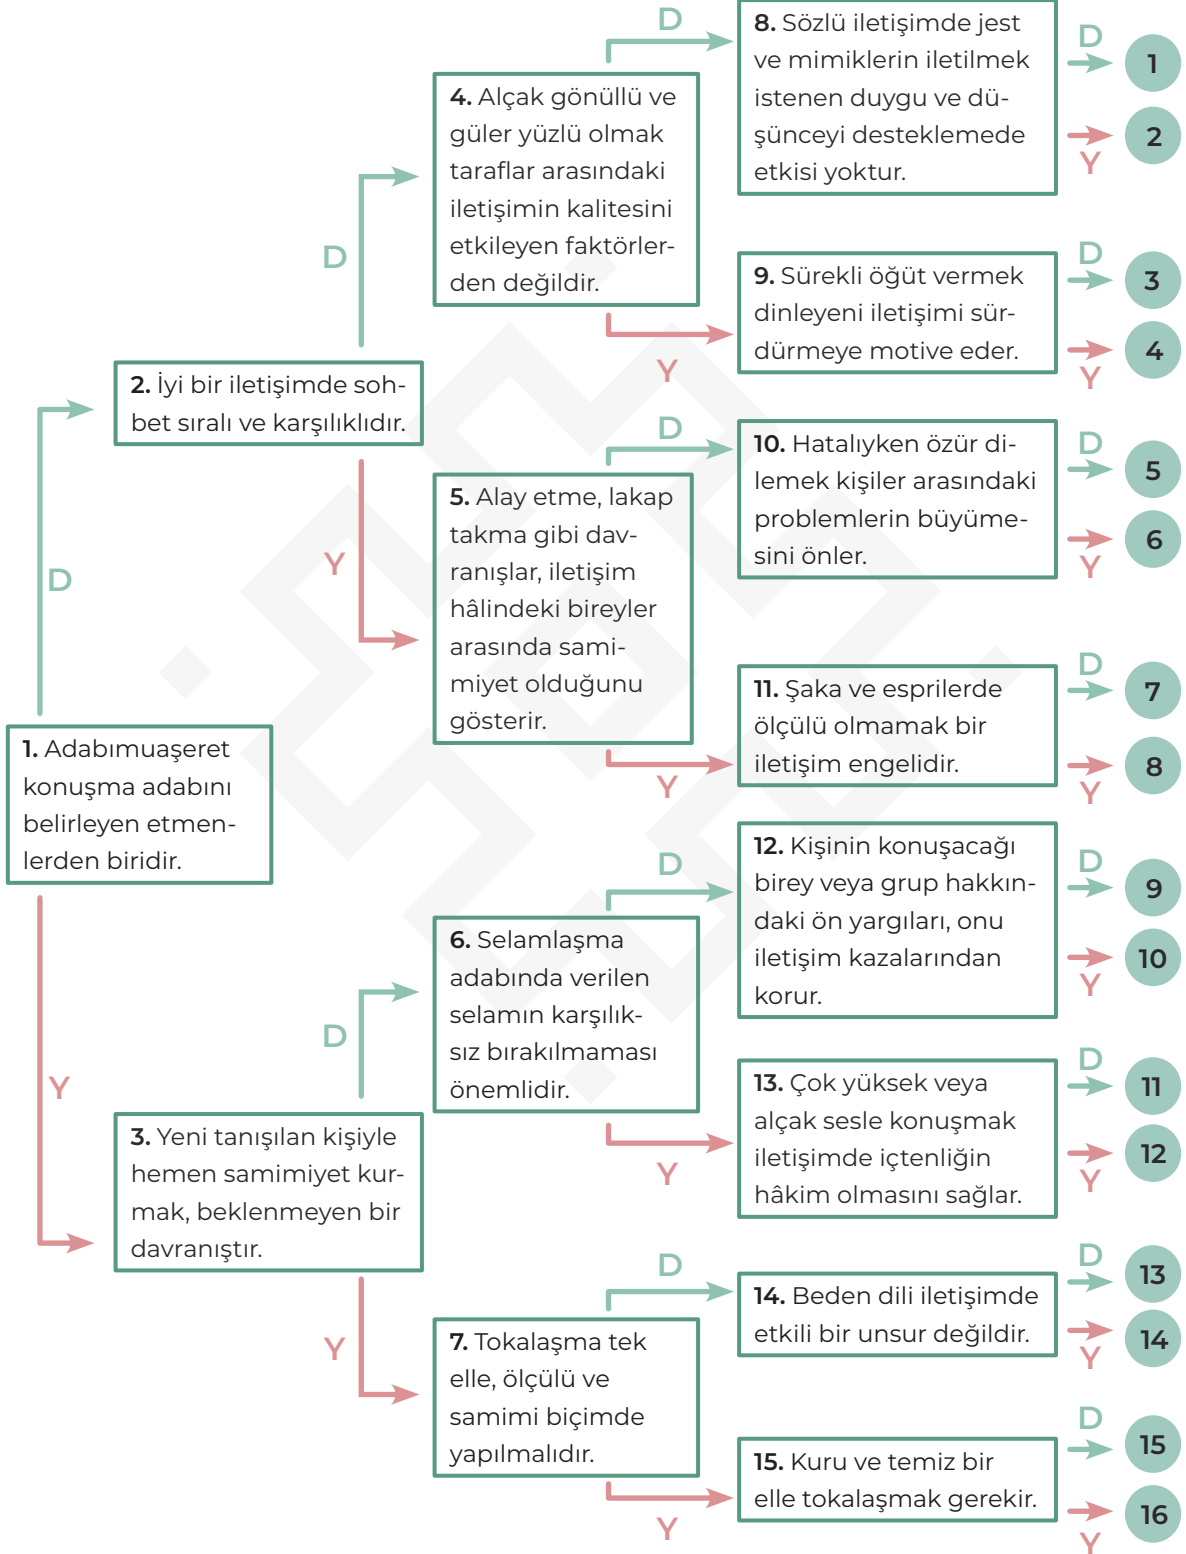 1. Adabımuaşeret
konuşma adabını
belirleyen etmen-
lerden biridir.
D
Y
2. İyi bir iletişimde soh-
bet sıralı ve karşılıklıdır.
D
Y
3. Yeni tanışılan kişiyle
hemen samimiyet kur-
mak, beklenmeyen bir
davranıştır.
D
Y
4. Alçak gönüllü ve
güler yüzlü olmak
taraflar arasındaki
iletişimin kalitesini
etkileyen faktörler-
den değildir.
D
Y
5. Alay etme, lakap
takma gibi dav-
ranışlar, iletişim
hâlindeki bireyler
arasında sami-
miyet olduğunu
gösterir.
D
Y
6. Selamlaşma
adabında verilen
selamın karşılık-
sız bırakılmaması
önemlidir.
D
Y
7. Tokalaşma tek
elle, ölçülü ve
samimi biçimde
yapılmalıdır.
D
Y
8. Sözlü iletişimde jest
ve mimiklerin iletilmek
istenen duygu ve dü-
şünceyi desteklemede
etkisi yoktur.
D
1
Y
2
9. Sürekli öğüt vermek
dinleyeni iletişimi sür-
dürmeye motive eder.
D
3
Y
4
10. Hatalıyken özür di-
lemek kişiler arasındaki
problemlerin büyüme-
sini önler.
D
5
Y
6
11. Şaka ve esprilerde
ölçülü olmamak bir
iletişim engelidir.
D
7
Y
8
12. Kişinin konuşacağı
birey veya grup hakkın-
daki ön yargıları, onu
iletişim kazalarından
korur.
D
9
Y
10
13. Çok yüksek veya
alçak sesle konuşmak
iletişimde içtenliğin
hâkim olmasını sağlar.
D
11
Y
12
14. Beden dili iletişimde
etkili bir unsur değildir.
D
13
Y
14
15. Kuru ve temiz bir
elle tokalaşmak gerekir.
D
15
Y
16